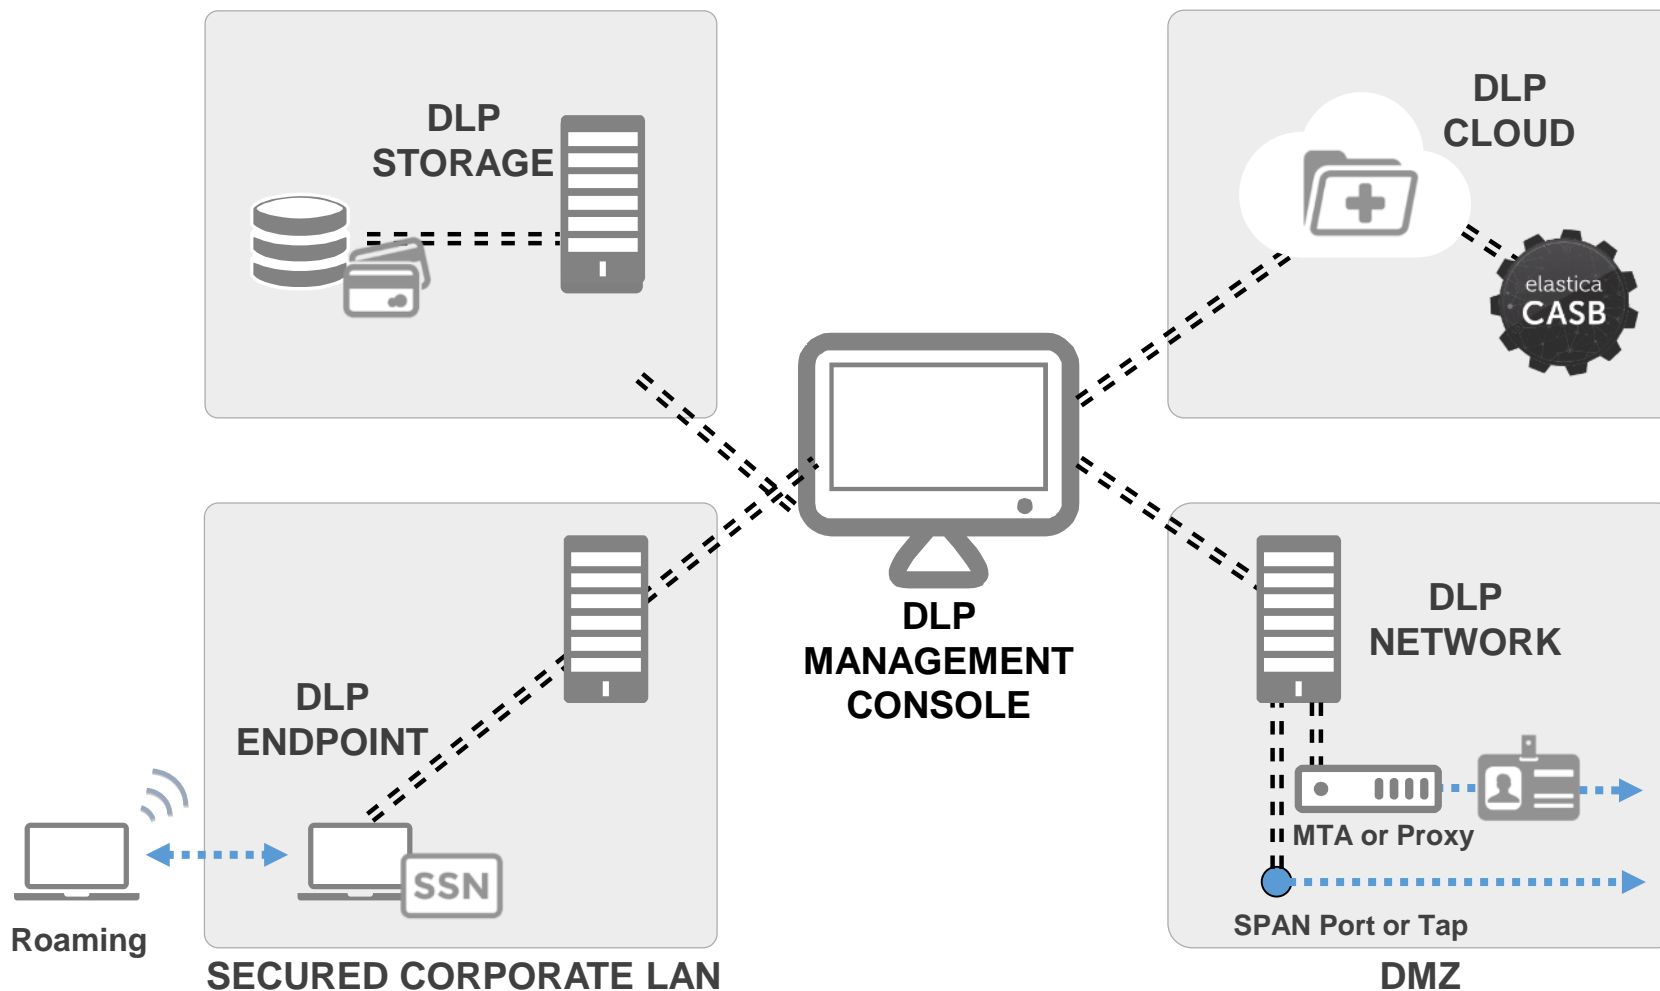 DLP
STORAGE
DLP
CLOUD
elastica
CASB
DLP
MANAGEMENT
CONSOLE
DLP
ENDPOINT
SSN
Roaming
SECURED CORPORATE LAN
DLP
NETWORK
MTA or Proxy
SPAN Port or Tap
DMZ